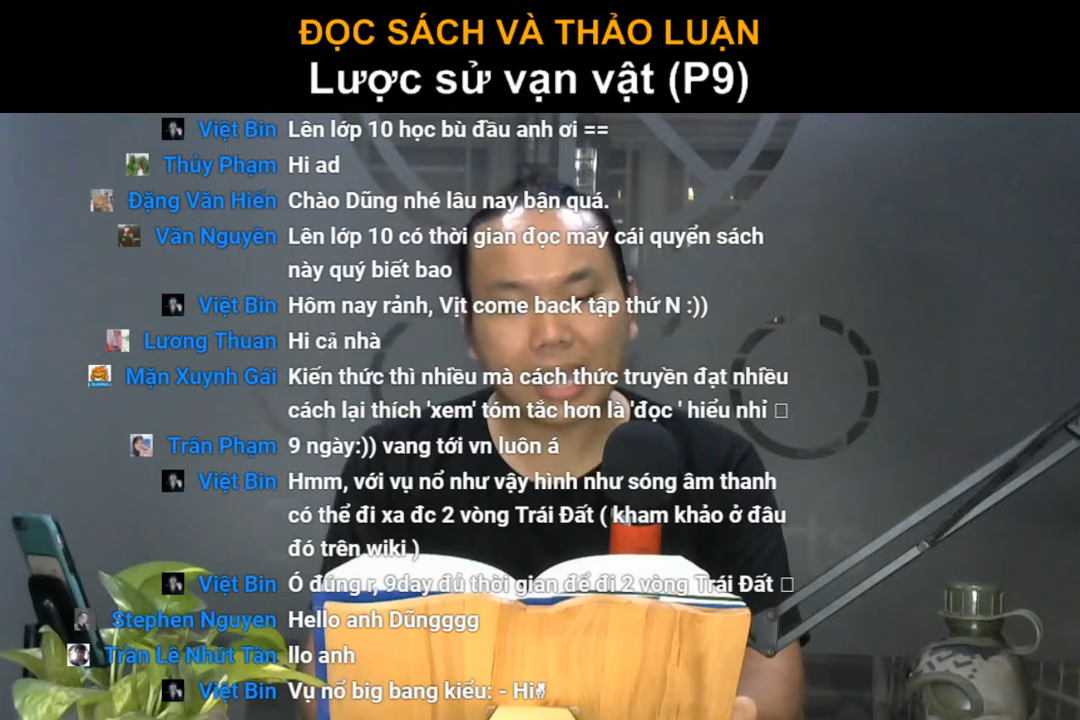 ĐỌC SÁCH VÀ THẢO LUẬN
Lược sử vạn vật (P9)
Việt Bin Lên lớp 10 học bù đầu anh ơi ==
Thủy Phạm Hi ad
Đặng Văn Hiến Chào Dũng nhé lâu nay bận quá.
Văn Nguyên Lên lớp 10 có thời gian đọc mấy cái quyển sách
này quý biết bao
Việt Bin Hôm nay rảnh, Vịt come back tập thứ N :))
Lương Thuan Hi cả nhà
Mặn Xuynh Gái Kiến thức thì nhiều mà cách thức truyền đạt nhiều
cách lại thích 'xem' tóm tắc hơn là 'đọc ' hiểu nhỉ
Trân Phạm 9 ngày:)) vang tới vn luôn á
Việt Bin Hmm, với vụ nổ như vậy hình như sóng âm thanh
có thể đi xa đc 2 vòng Trái Đất ( kham khảo ở đâu
đó trên wiki )
Việt Bin Ó đúng r, 9day đủ thời gian để đi 2 vòng Trái Đất
Stephen Nguyen Hello anh Dũngggg
Trần Lê Nhứt Tân llo anh
Việt Bin Vụ nổ big bang kiểu: - Hi✌